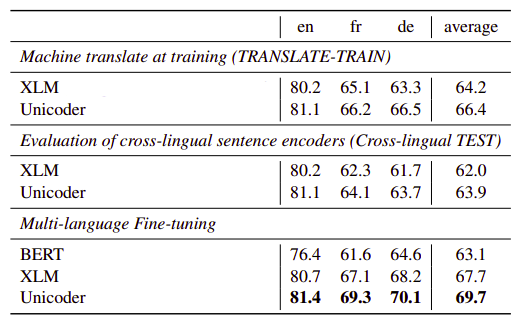 en fr de average
Machine translate at training (TRANSLATE-TRAIN)
XLM 80.2 65.1 63.3 64.2
Unicoder 81.1 66.2 66.5 66.4
Evaluation of cross-lingual sentence encoders (Cross-lingual TEST)
XLM 80.2 62.3 61.7 62.0
Unicoder 81.1 64.1 63.7 63.9
Multi-language Fine-tuning
BERT 76.4 61.6 64.6 63.1
XLM 80.7 67.1 68.2 67.7
Unicoder 81.4 69.3 70.1 69.7